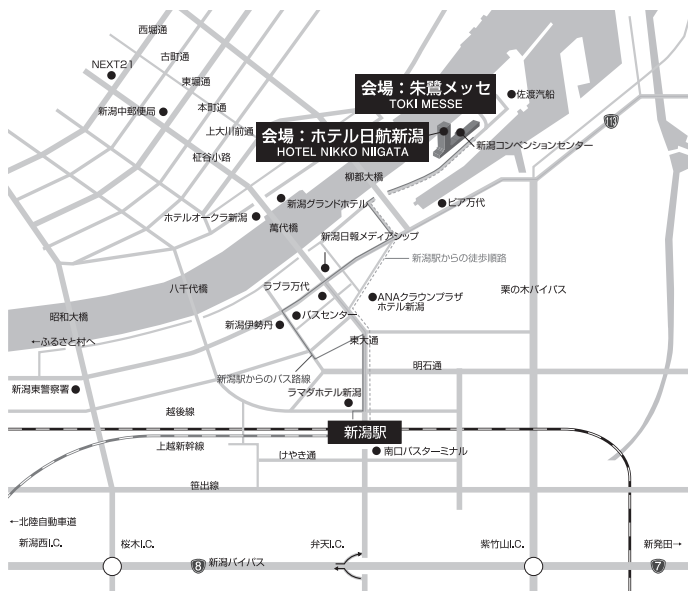 西堀通
古町通
NEXT21
東堀通
新潟中郵便局
本町通
上大川前通
柾谷小路
会場：朱鷺メッセ
TOKI MESSE
佐渡汽船
113
会場：ホテル日航新潟
HOTEL NIKKO NIIGATA
新潟コンベンションセンター
柳都大橋
新潟グランドホテル
ピア万代
ホテルオークラ新潟
萬代橋
新潟日報メディアシップ
新潟駅からの徒歩順路
八千代橋
ラブラ万代
ANAクラウンプラザ
ホテル新潟
栗の木バイパス
昭和大橋
バスセンター
新潟伊勢丹
←ふるさと村へ
東大通
明石通
新潟駅からのバス路線
新潟東警察署
ラマダホテル新潟
越後線
新潟駅
上越新幹線
けやき通
南口バスターミナル
笹出線
←北陸自動車道
新潟西I.C.
桜木I.C.
弁天I.C.
紫竹山I.C.
新発田→
8
新潟バイパス
7